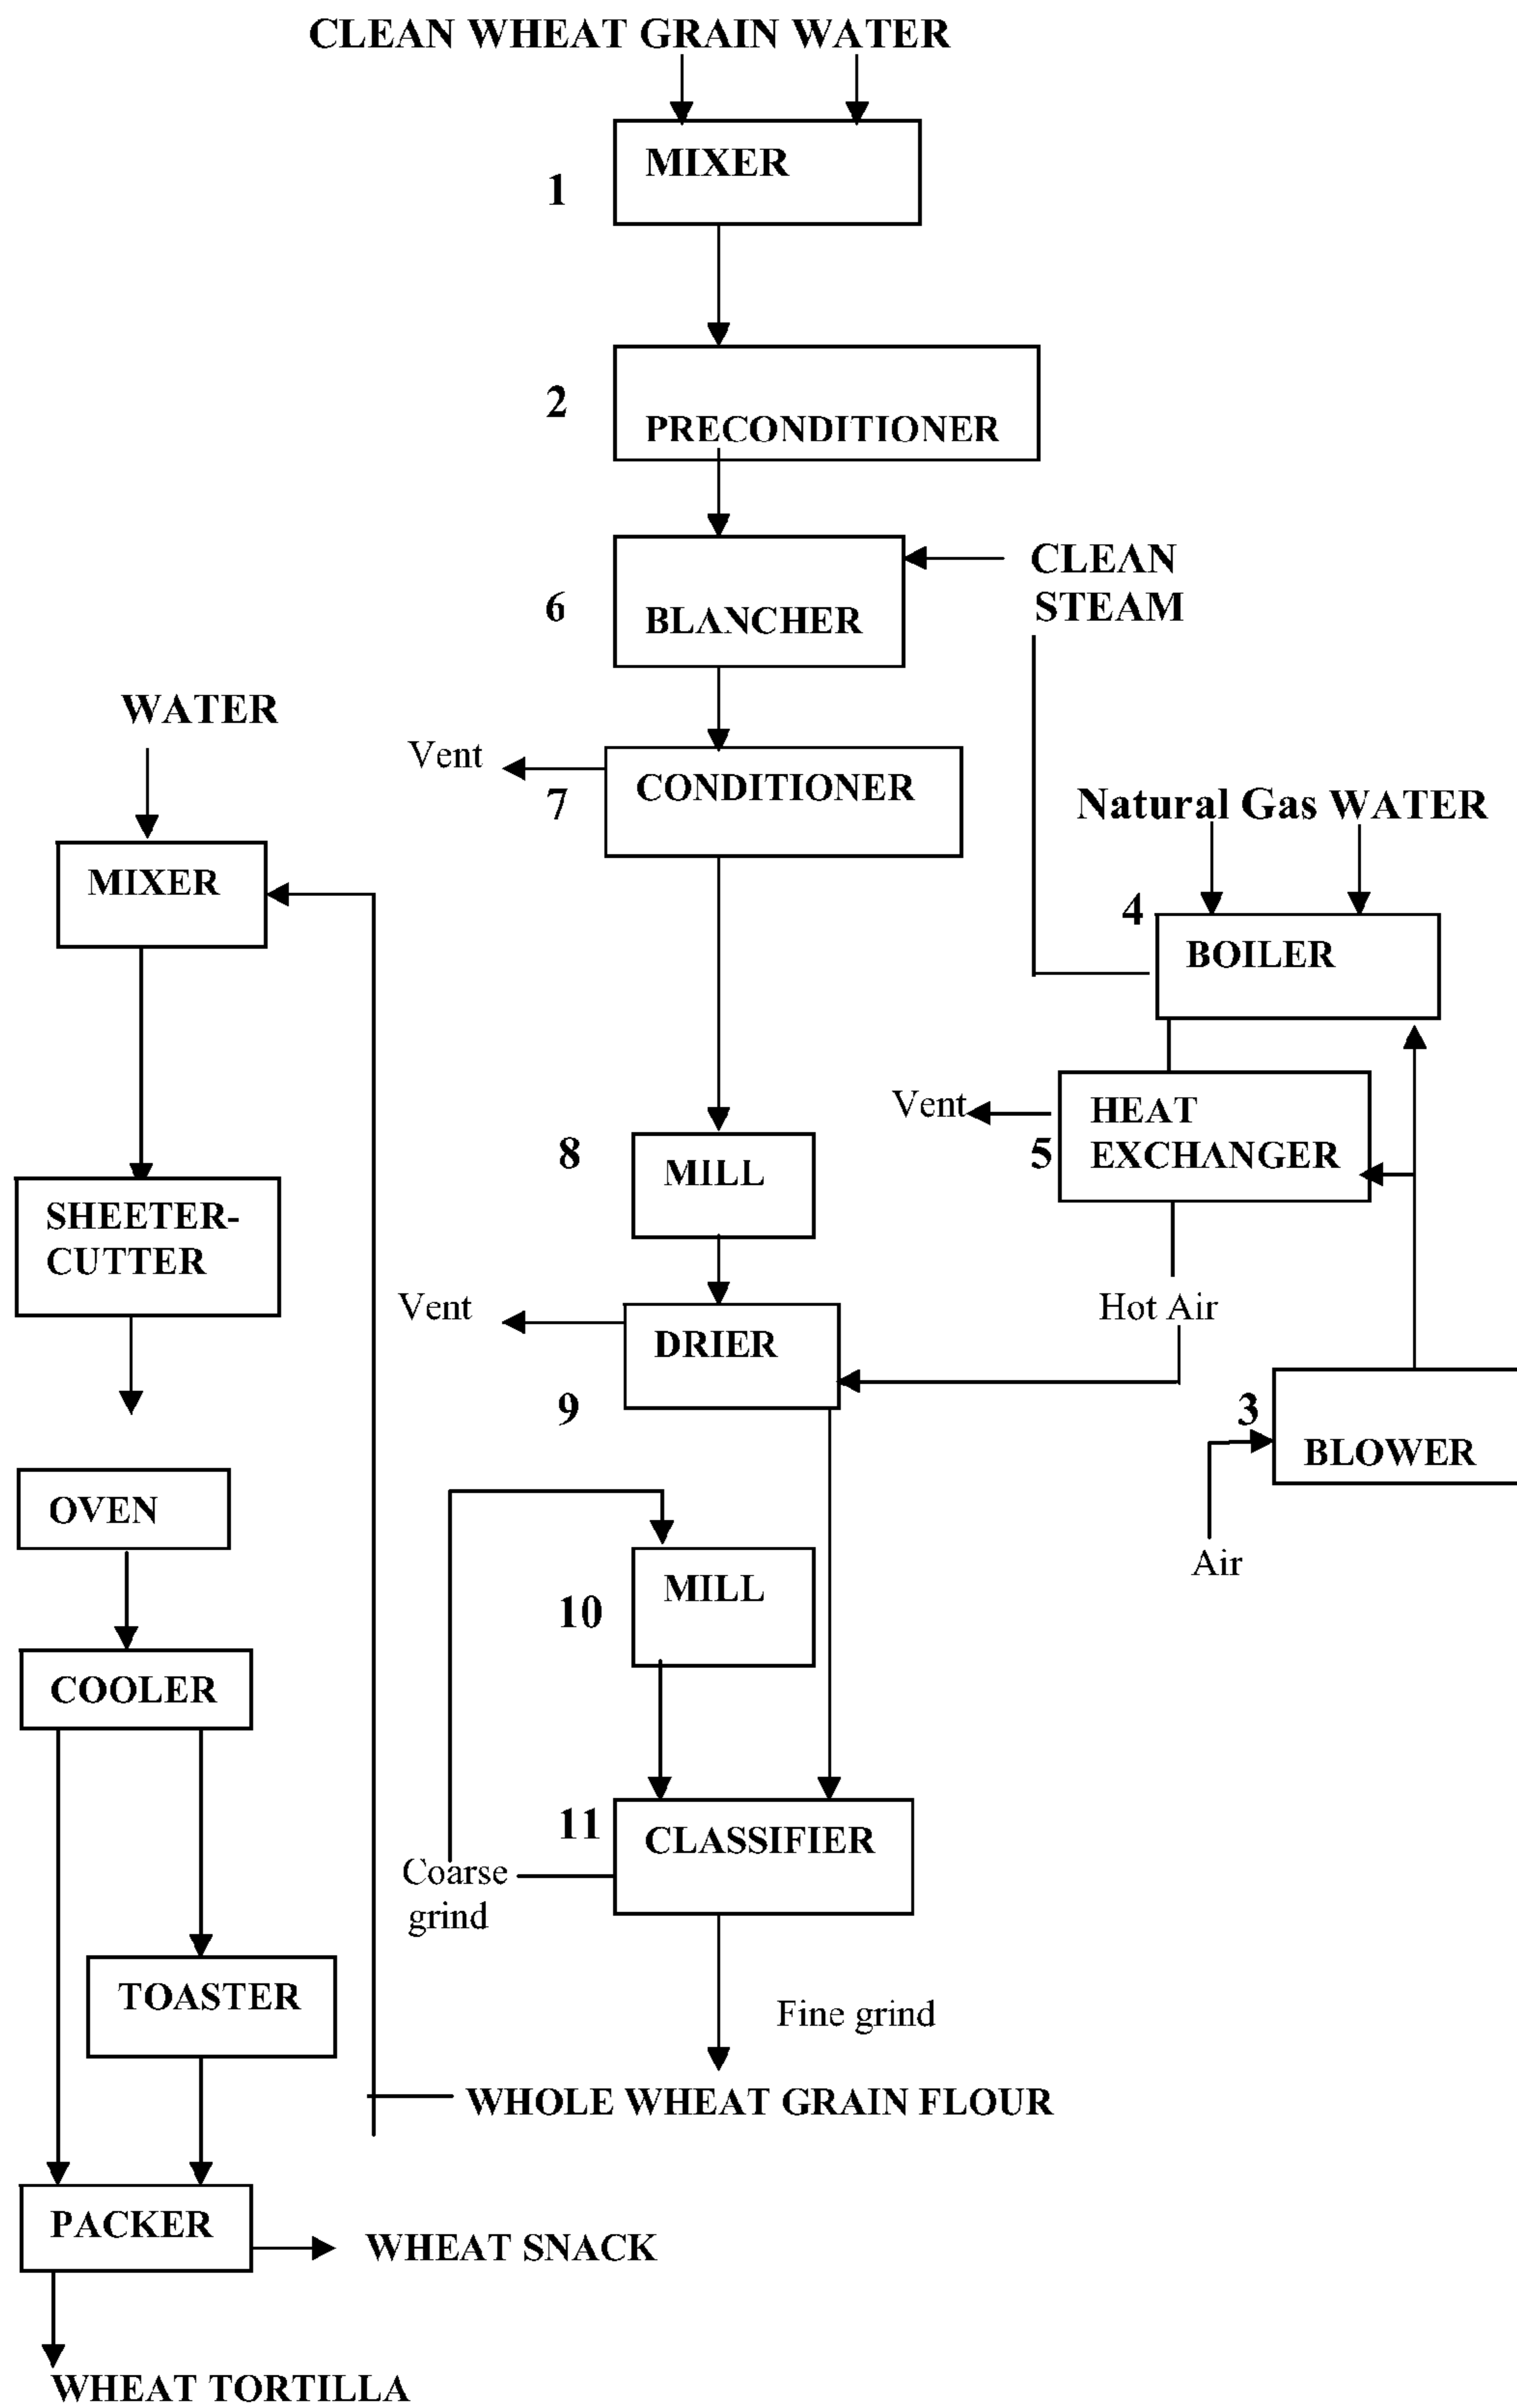 CLEAN WHEAT GRAIN WATER
MIXER
1
2
PRECONDITIONER
CLEAN
STEAM
6
BLANCHER
WATER
Vent
7
CONDITIONER
Natural Gas WATER
MIXER
4
BOILER
Vent
HEAT
EXCHANGER
5
8
MILL
SHEETER-
CUTTER
Vent
DRIER
Hot Air
9
3
BLOWER
OVEN
Air
MILL
10
COOLER
11
CLASSIFIER
Coarse
grind
TOASTER
Fine grind
WHOLE WHEAT GRAIN FLOUR
PACKER
WHEAT SNACK
WHEAT TORTILLA